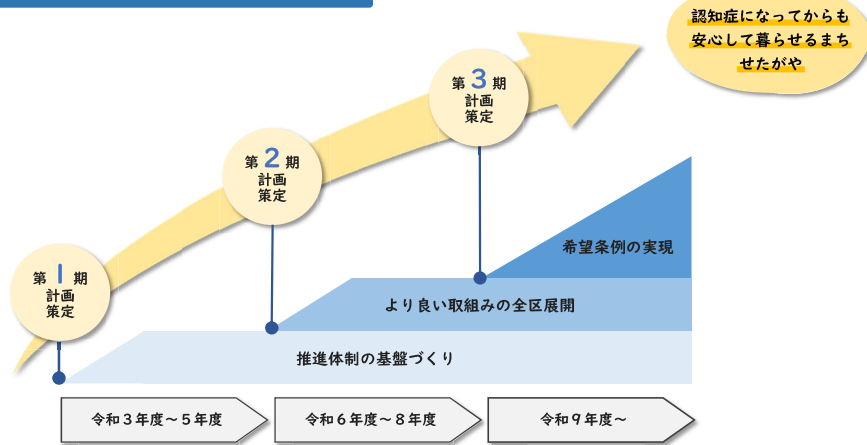 認知症になってからも
安心して暮らせるまち
せたがや
第3期
計画
策定
第2期
計画
策定
第1期
計画
策定
希望条例の実現
より良い取組みの全区展開
推進体制の基盤づくり
令和3年度～5年度
令和6年度～8年度
令和9年度～